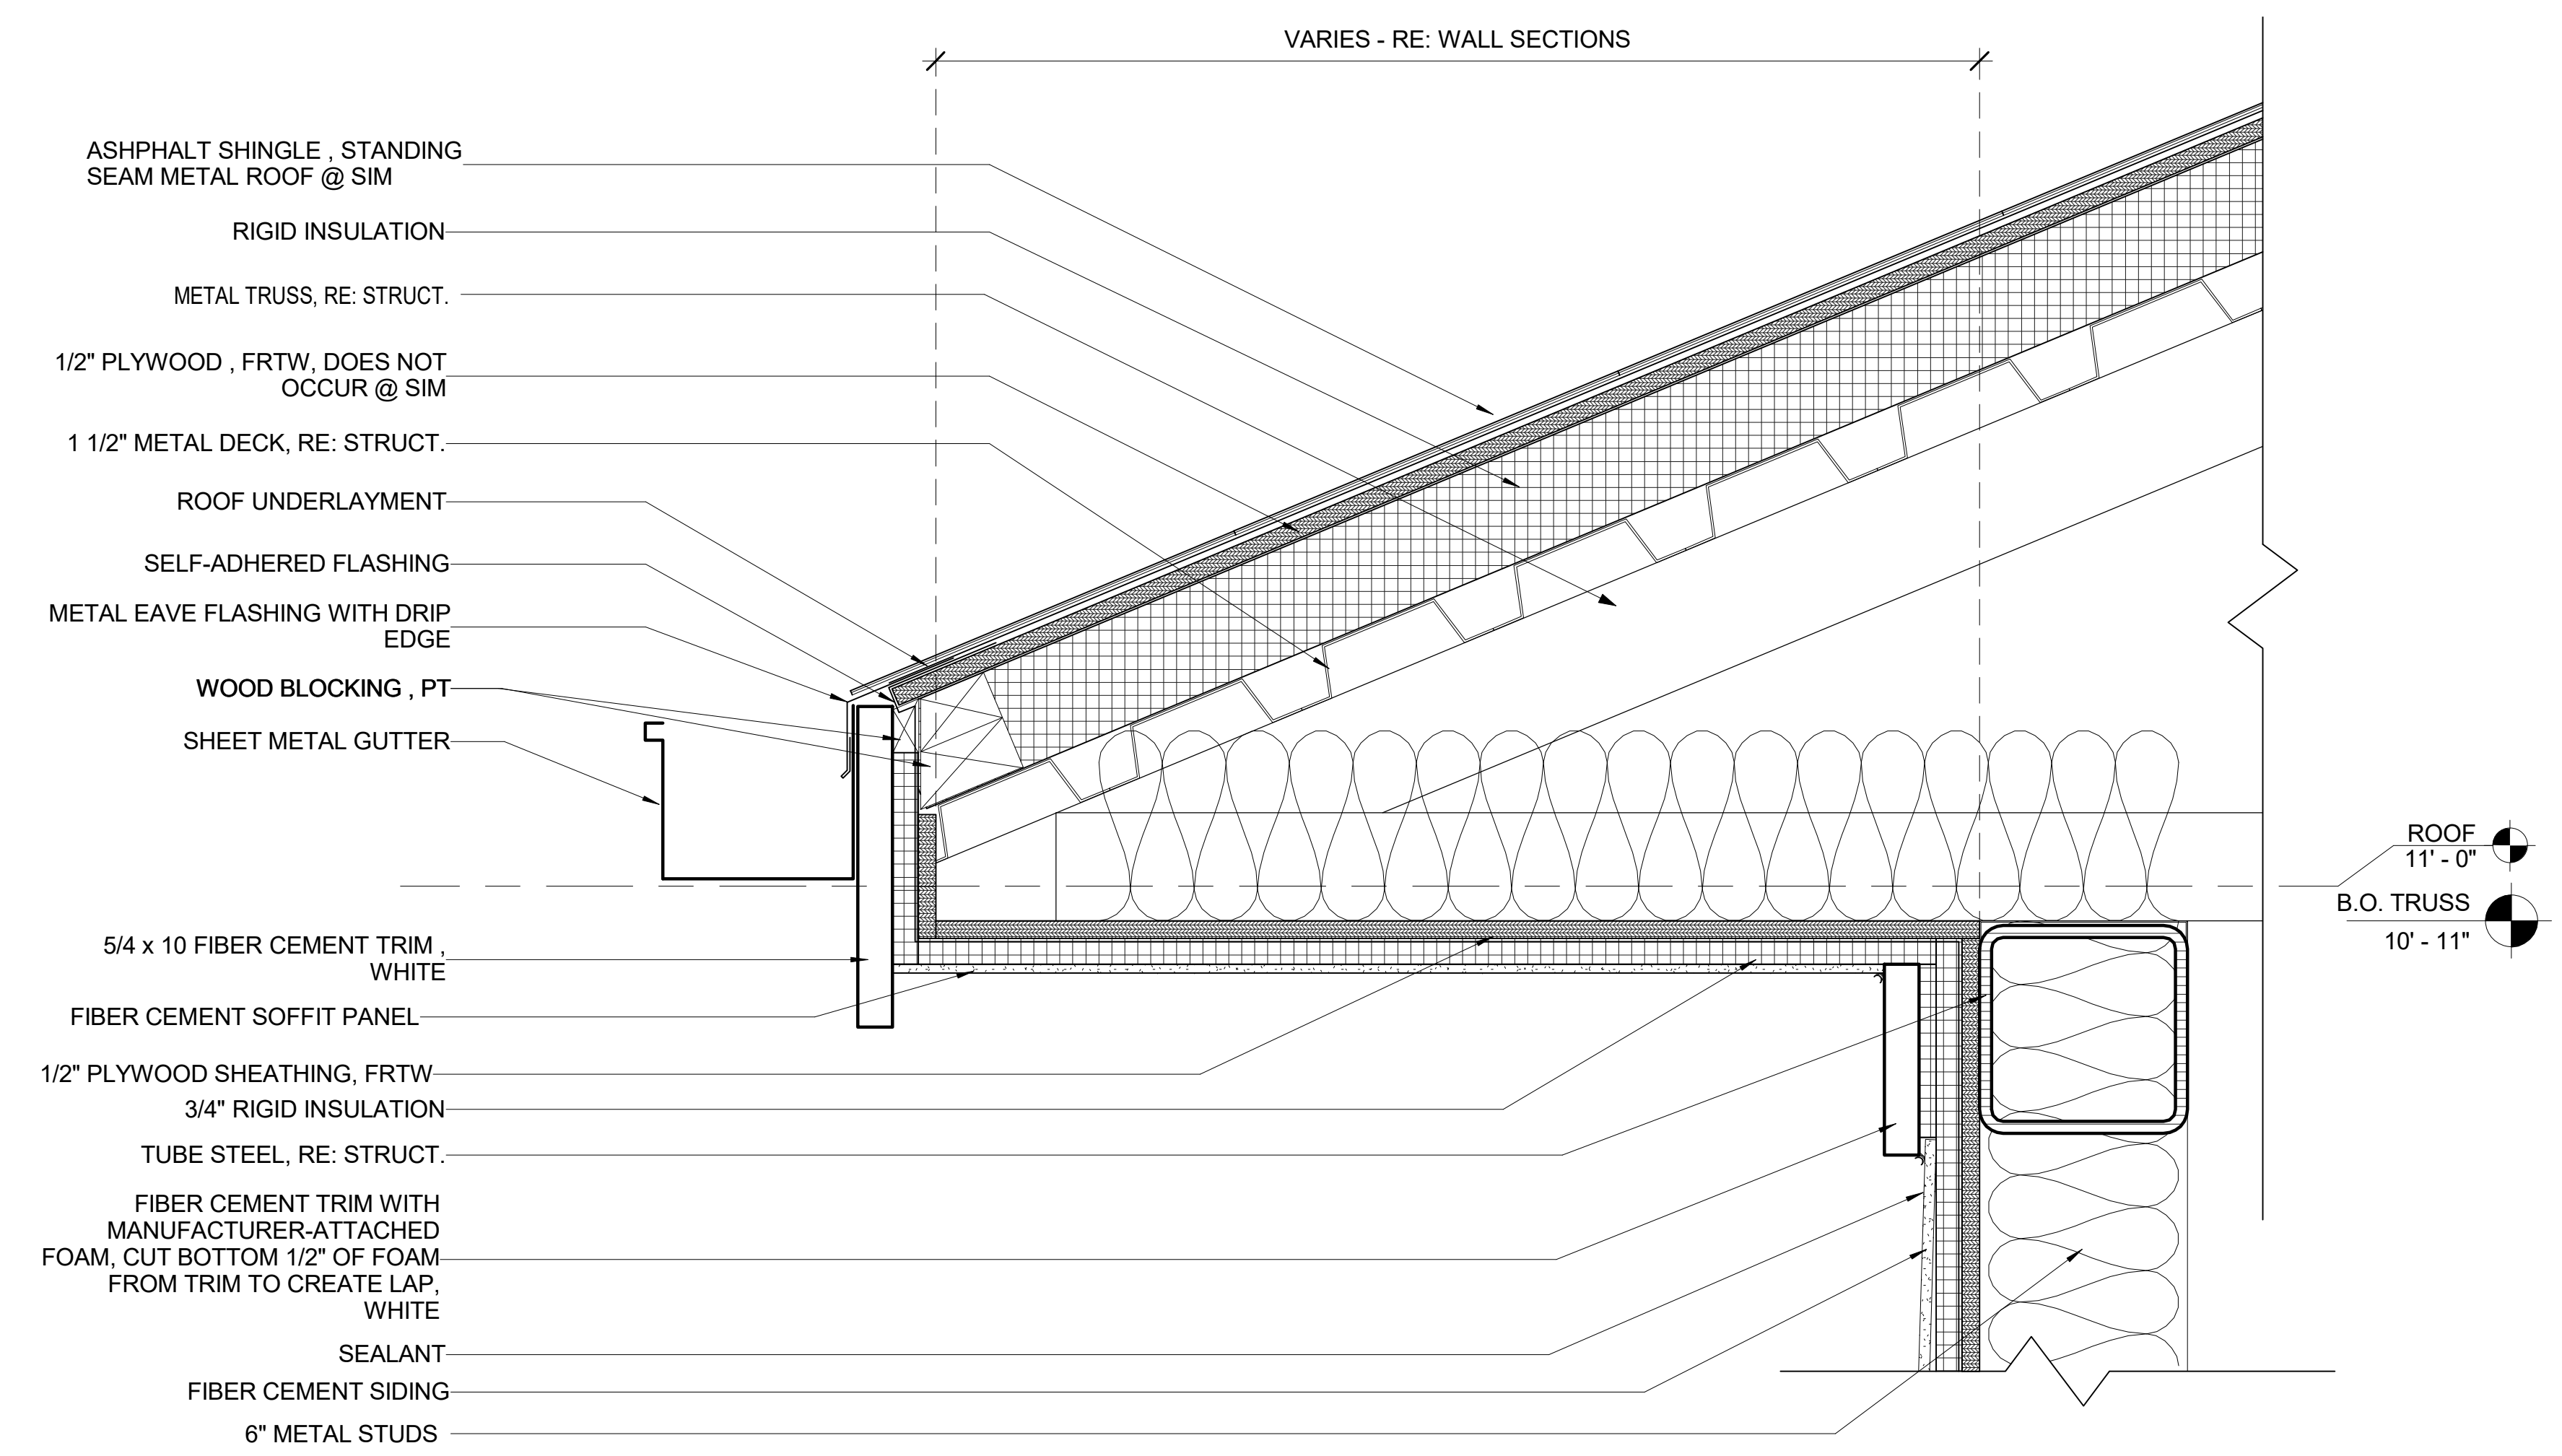 VARIES - RE: WALL SECTIONS
ASHPHALT SHINGLE , STANDING
SEAM METAL ROOF @ SIM
RIGID INSULATION
METAL TRUSS, RE: STRUCT.
1/2" PLYWOOD , FRTW, DOES NOT
OCCUR @ SIM
1 1/2" METAL DECK, RE: STRUCT.
ROOF UNDERLAYMENT
SELF-ADHERED FLASHING
METAL EAVE FLASHING WITH DRIP
EDGE
WOOD BLOCKING , PT
SHEET METAL GUTTER
ROOF
11' - 0"
B.O. TRUSS
10' - 11"
5/4 x 10 FIBER CEMENT TRIM ,
WHITE
FIBER CEMENT SOFFIT PANEL
1/2" PLYWOOD SHEATHING, FRTW
3/4" RIGID INSULATION
TUBE STEEL, RE: STRUCT.
FIBER CEMENT TRIM WITH
MANUFACTURER-ATTACHED
FOAM, CUT BOTTOM 1/2" OF FOAM
FROM TRIM TO CREATE LAP,
WHITE
SEALANT
FIBER CEMENT SIDING
6" METAL STUDS